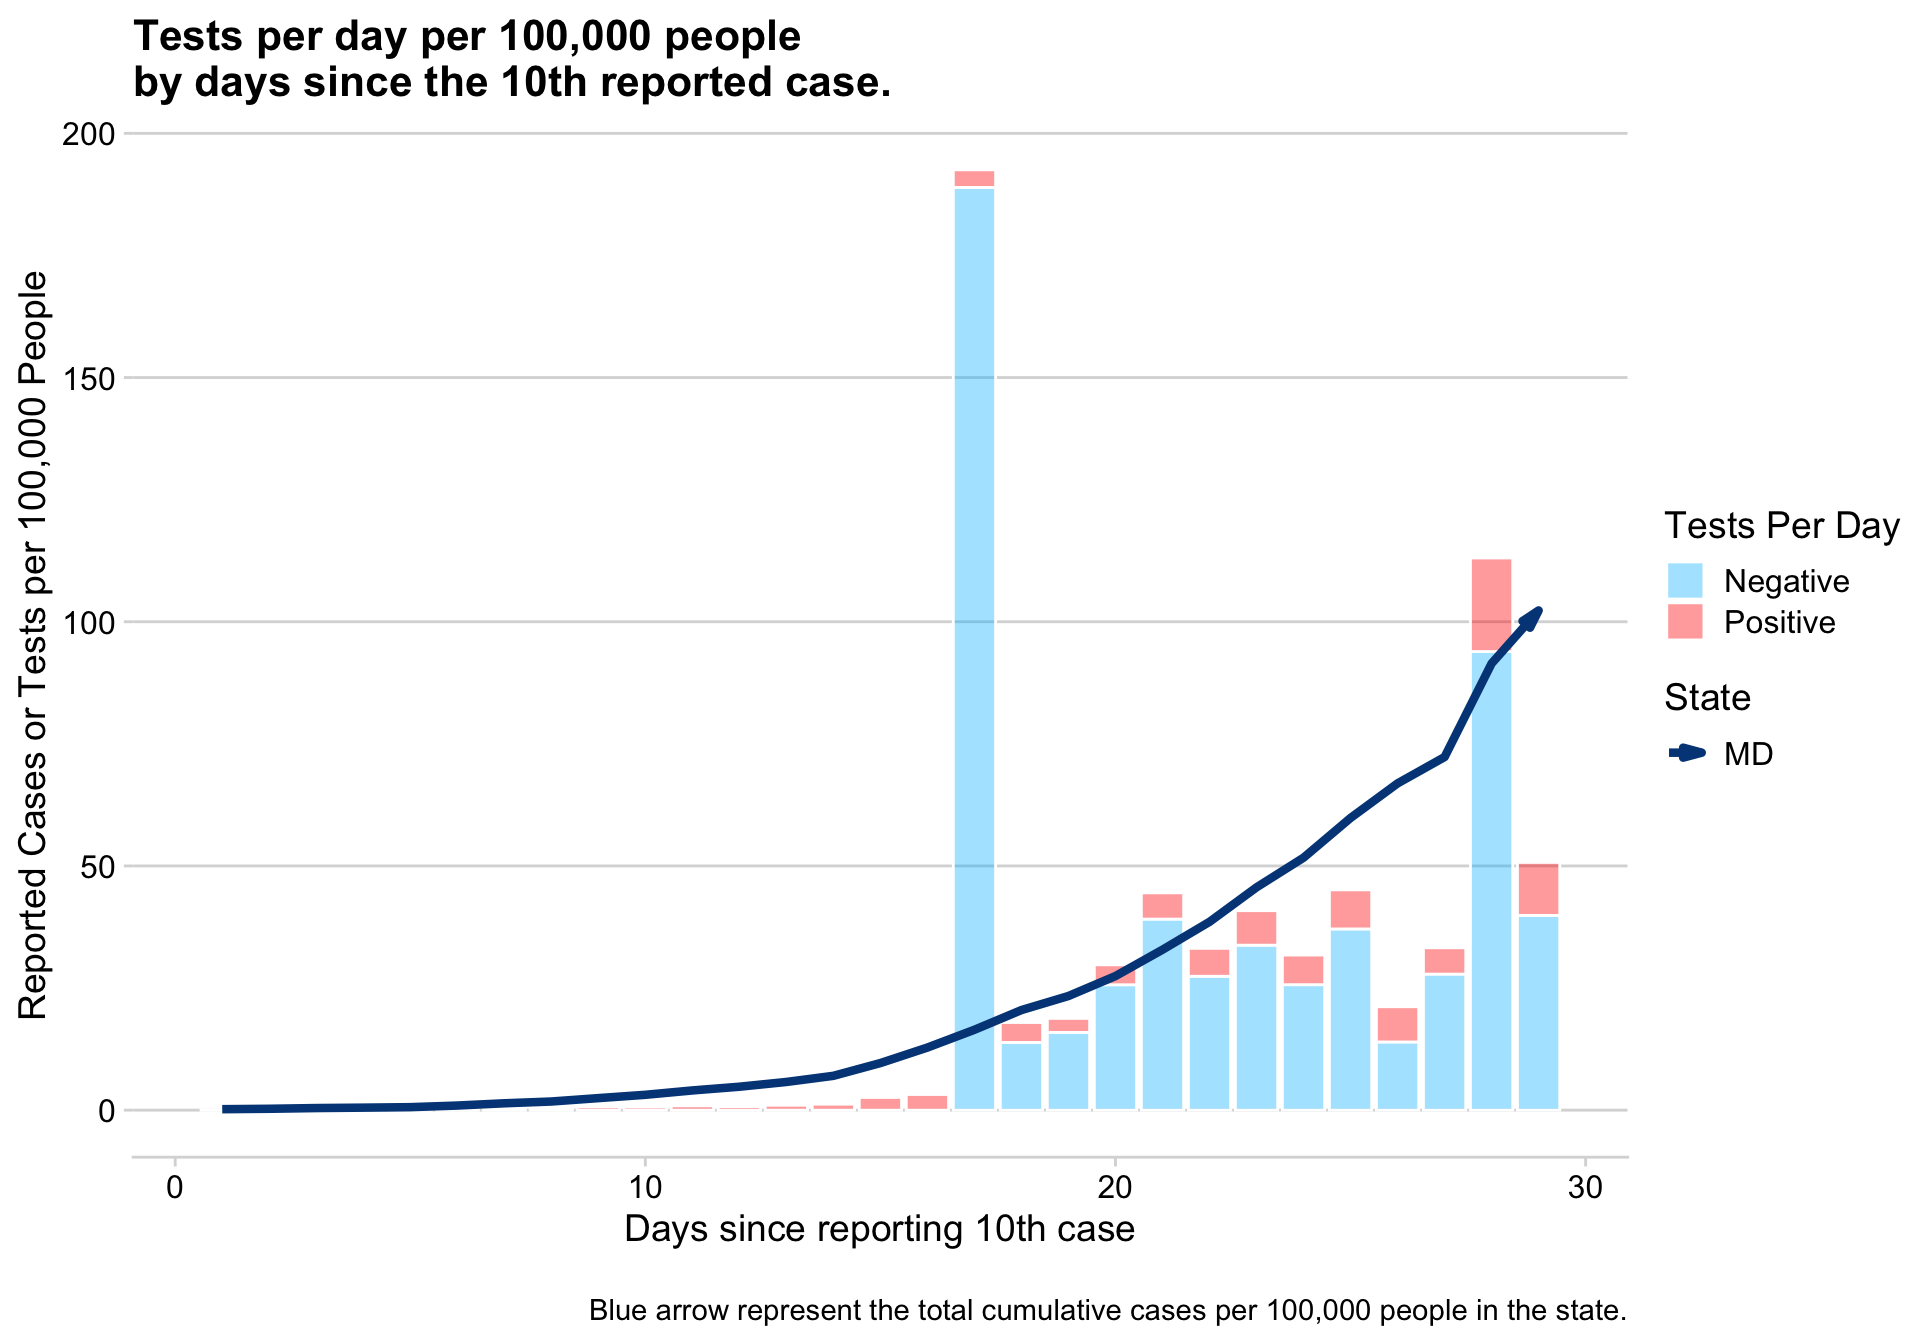 Tests per day per 100,000 people
by days since the 10th reported case.
Reported Cases or Tests per 100,000 People
200
150
100
50
0
0
10
20
30
Days since reporting 10th case
Tests Per Day
Negative
Positive
State
MD
Blue arrow represent the total cumulative cases per 100,000 people in the state.